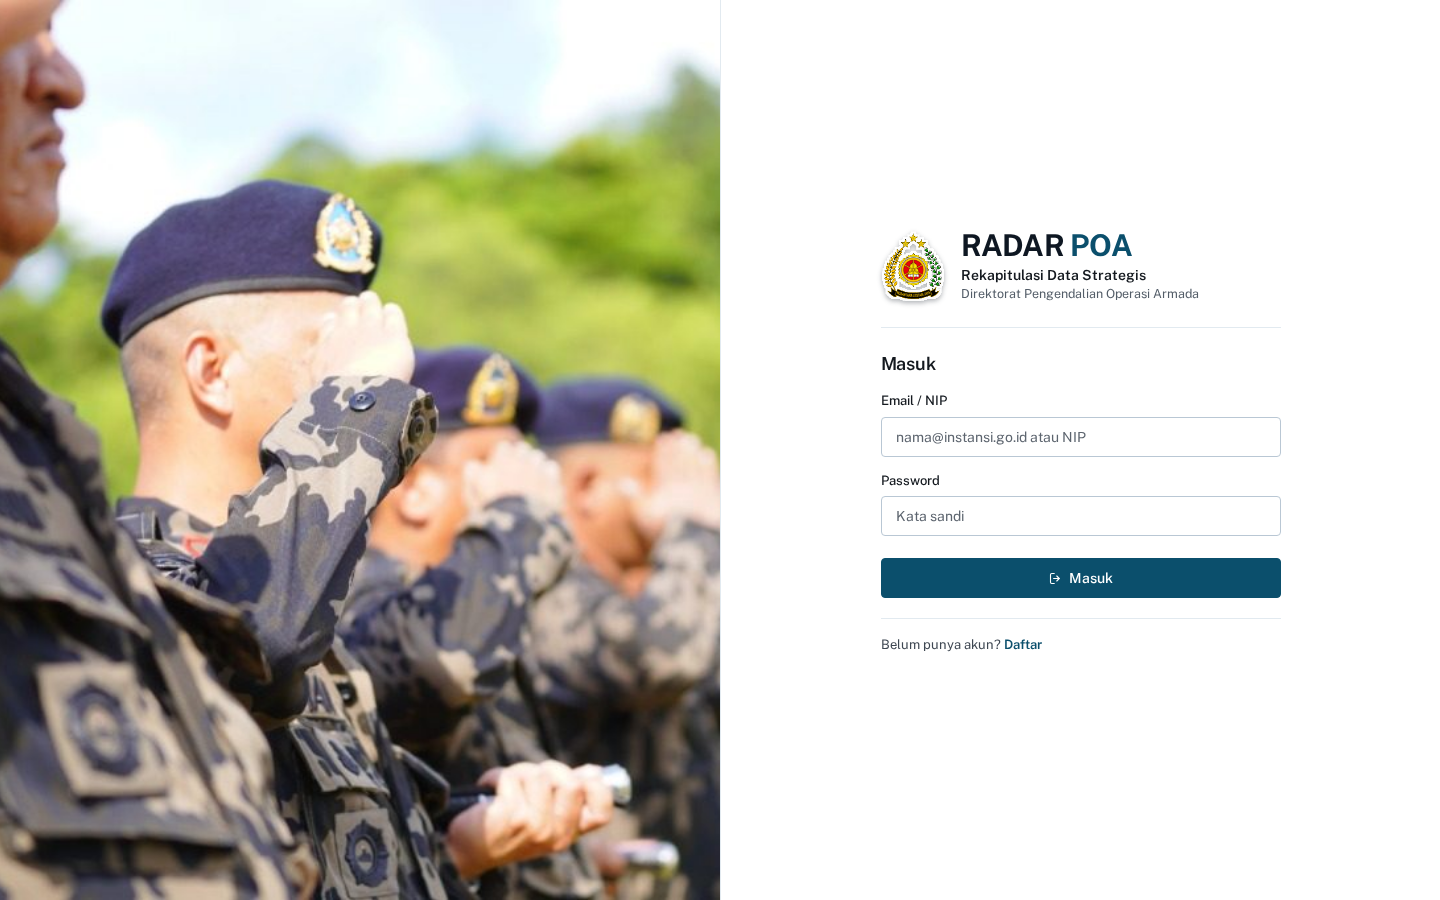 RADAR POA
Rekapitulasi Data Strategis
Direktorat Pengendalian Operasi Armada
Masuk
Email / NIP
nama@instansi.go.id atau NIP
Password
Kata sandi
Masuk
Belum punya akun? Daftar